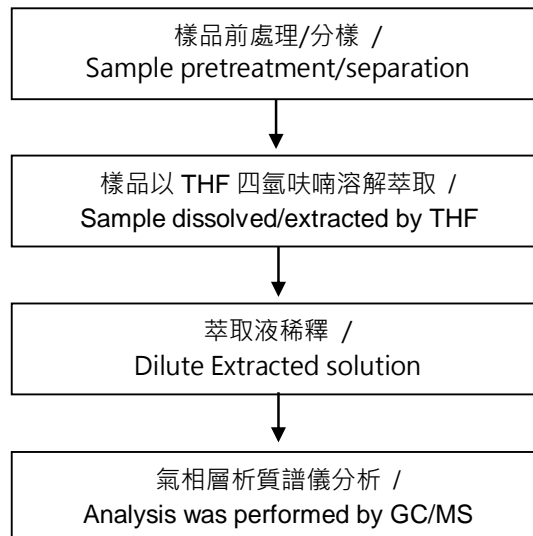 樣品前處理/分樣 /
Sample pretreatment/separation
樣品以 THF 四氫呋喃溶解萃取 /
Sample dissolved/extracted by THF
萃取液稀釋 /
Dilute Extracted solution
氣相層析質譜儀分析 /
Analysis was performed by GC/MS